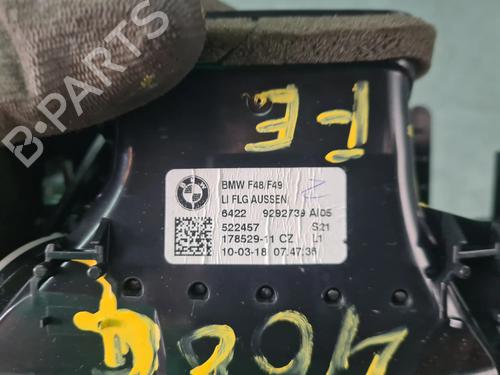 B-PARTS
F-E
BMW
BMW F48/F49
LI FLG AUSSEN
6422 9292739 AI05
522457 S21
178529-11 CZ L1
10-03-18 07.47:36